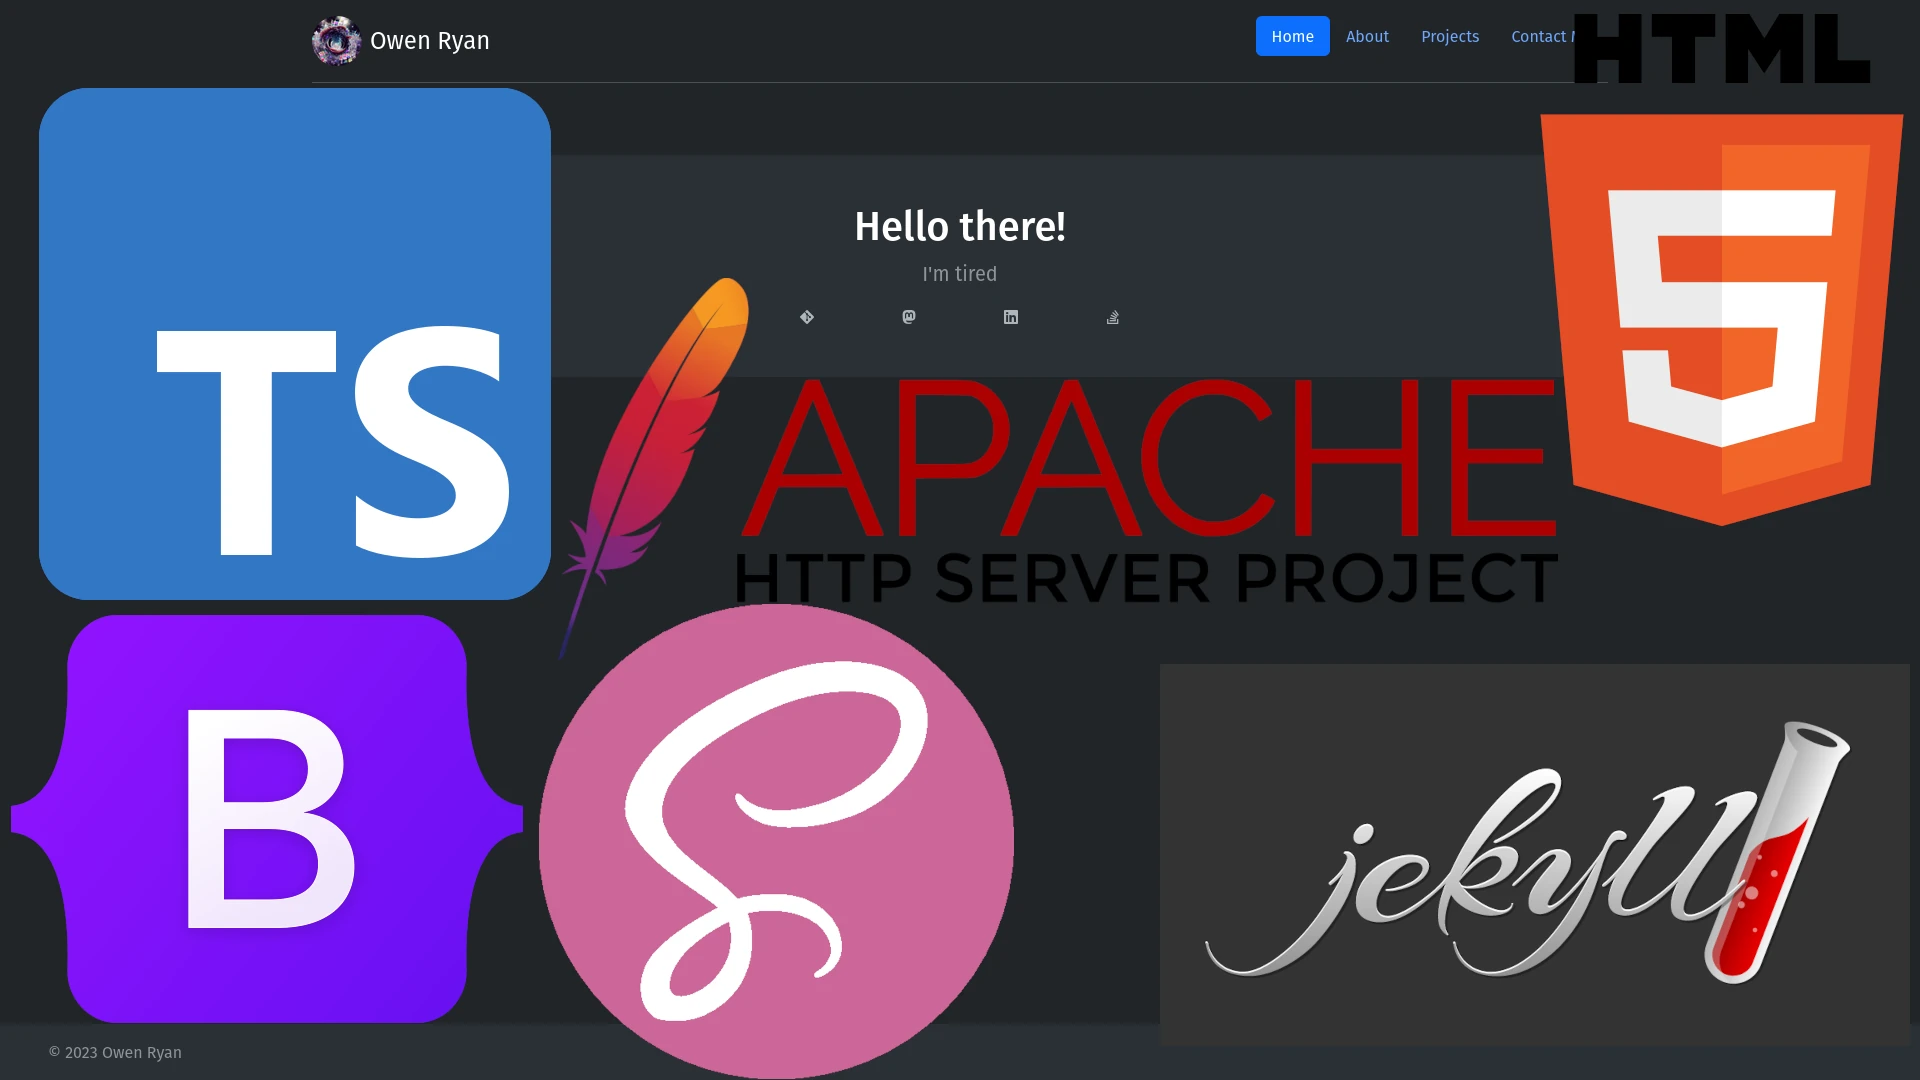 Owen Ryan
Home
About
Projects
Contact
HTML
5
TS
Hello there!
I'm tired
APACHE
HTTP SERVER PROJECT
B
S
jekyll
© 2023 Owen Ryan